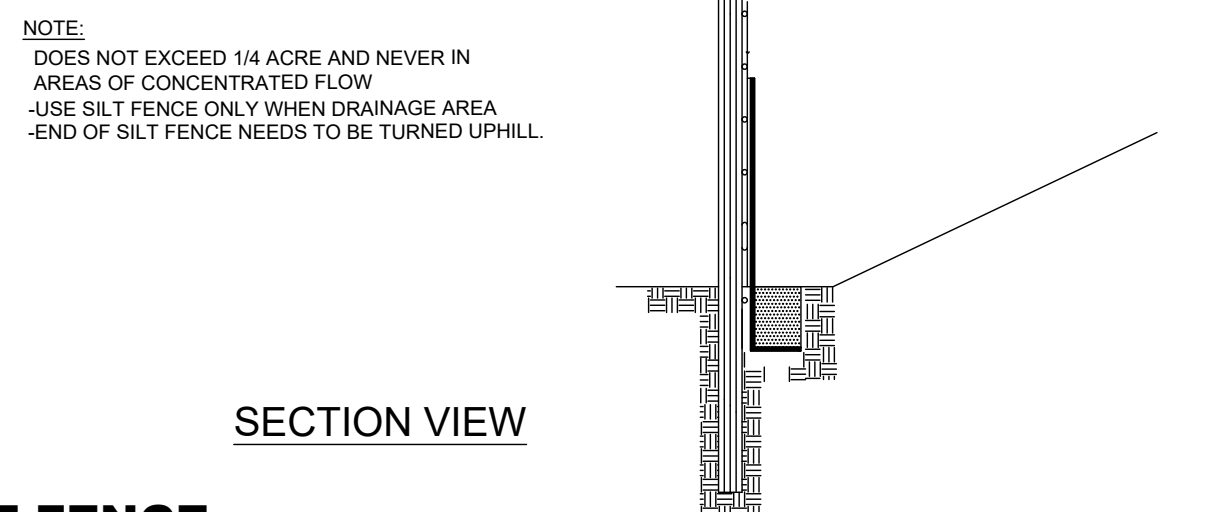 NOTE:
DOES NOT EXCEED 1/4 ACRE AND NEVER IN
AREAS OF CONCENTRATED FLOW
-USE SILT FENCE ONLY WHEN DRAINAGE AREA
-END OF SILT FENCE NEEDS TO BE TURNED UPHILL.
SECTION VIEW
FENCE